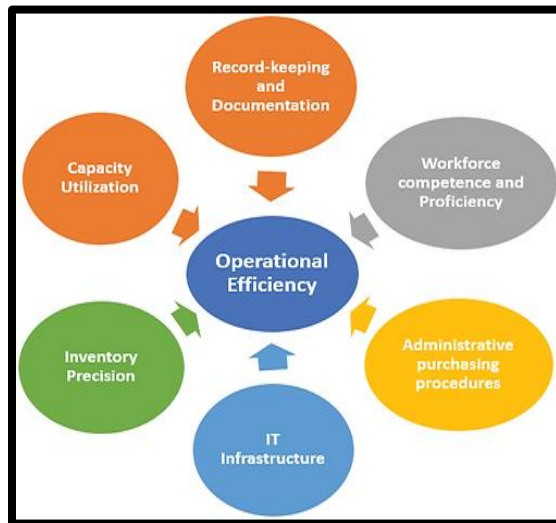 Record-keeping
and
Documentation
Capacity
Utilization
Workforce
competence and
Proficiency
Operational
Efficiency
Inventory
Precision
Administrative
purchasing
procedures
IT
Infrastructure